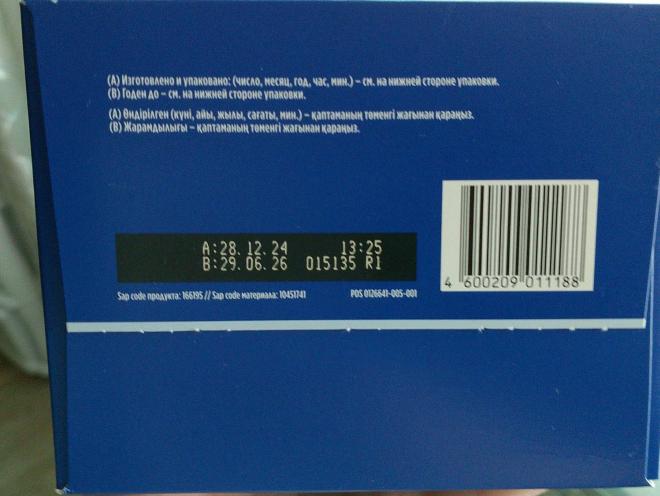 (A) Изготовлено и упаковано: (число, месяц, год, час, мин.) – см. на нижней стороне упаковки.
(B) Годен до – см. на нижней стороне упаковки.
(A) Өндірілген (күні, айы, жылы, сағаты, мин.) – қаптаманың төменгі жағынан қараңыз.
(B) Жарамдылығы – қаптаманың төменгі жағынан қараңыз.
A:28.12.24 13:25
B:29.06.26 015135 R1
Sap code продукта: 166195 // Sap code материала: 10451741 PDS 0126641-005-001
4 600209 011188